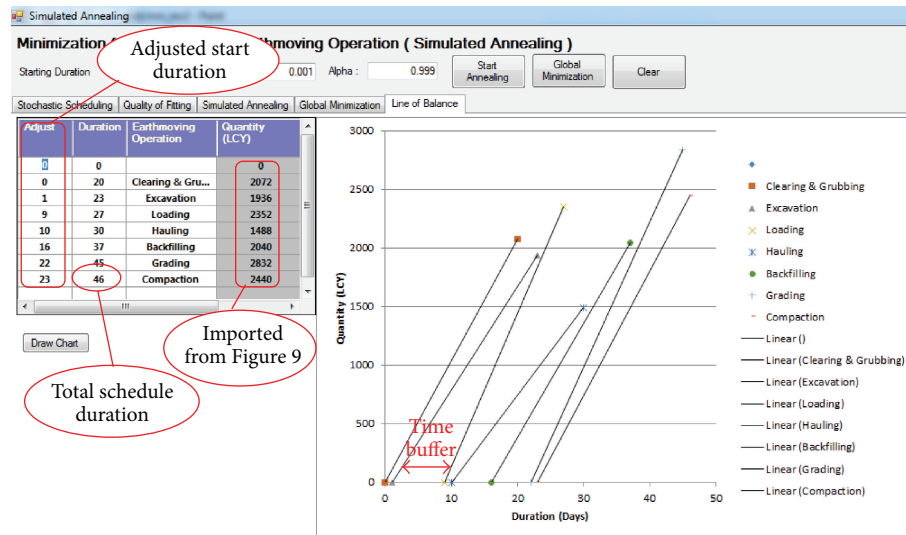 Simulated Annealing
Minimization
thmoving Operation ( Simulated Annealing )
Adjusted start
duration
Starting Duration
0.001
Alpha :
0.999
Start
Annealing
Global
Minimization
Clear
Stochastic Scheduling
Quality of Fitting
Simulated Annealing
Global Minimization
Line of Balance
Adjust Duration Earthmoving Operation Quantity (LCY)
0 0 0
0 20 Clearing & Gru... 2072
1 23 Excavation 1936
9 27 Loading 2352
10 30 Hauling 1488
16 37 Backfilling 2040
22 45 Grading 2832
23 46 Compaction 2440
Draw Chart
Imported
from Figure 9
Total schedule
duration
Quantity (LCY)
3000
2500
2000
1500
1000
500
0
Time
buffer
0 10 20 30 40 50
Duration (Days)
Clearing & Grubbing
Excavation
Loading
Hauling
Backfilling
Grading
Compaction
Linear ()
Linear (Clearing & Grubbing)
Linear (Excavation)
Linear (Loading)
Linear (Hauling)
Linear (Backfilling)
Linear (Grading)
Linear (Compaction)